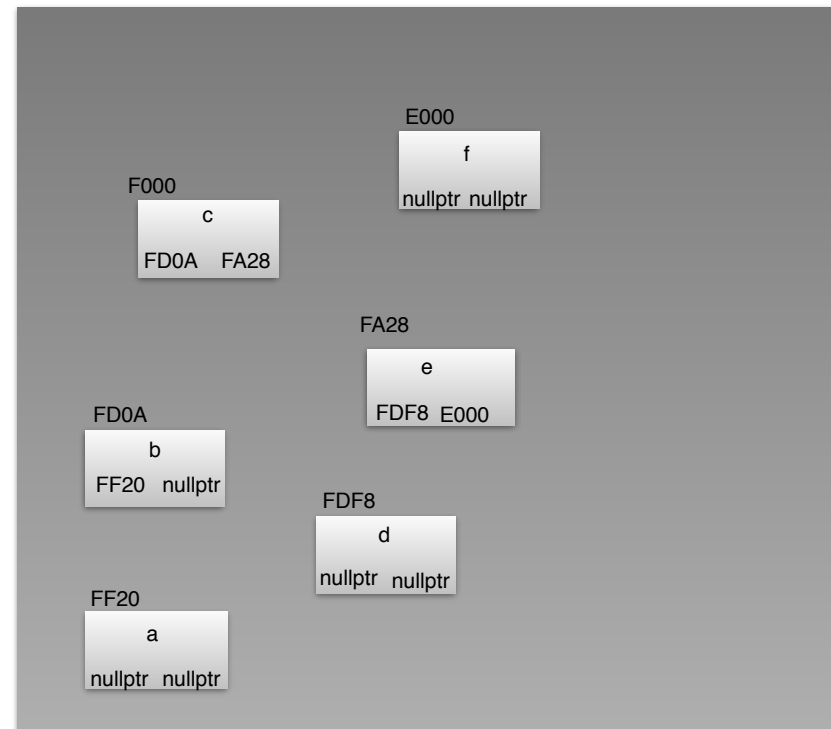 E000
f
nullptr nullptr
F000
c
FD0A FA28
FA28
e
FDF8 E000
FD0A
b
FF20 nullptr
FDF8
d
nullptr nullptr
FF20
a
nullptr nullptr